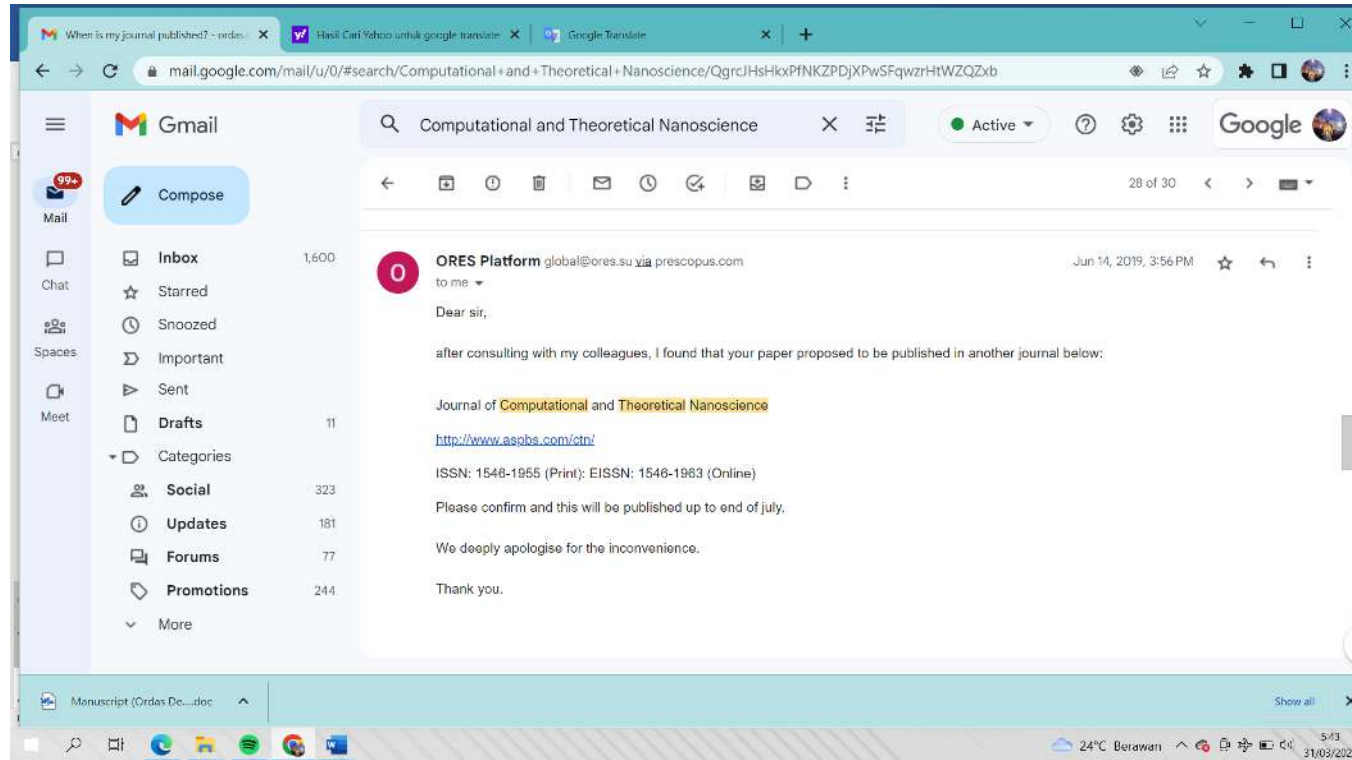 When is my journal published? - ordas
Hasil Cari Yahoo untuk google translate
Google Translate
mail.google.com/mail/u/0/#search/Computational+and+Theoretical+Nanoscience/QgrcJHsHkxPfNKZPDjXPwSFqwzrHtWZQZxb
Gmail
Computational and Theoretical Nanoscience
Active
Google
99+
Mail
Compose
28 of 30
Inbox 1,600
Chat
Starred
Snoozed
Spaces
Important
Sent
Meet
Drafts 11
Categories
Social 323
Updates 181
Forums 77
Promotions 244
More
ORES Platform global@ores.su via prescopus.com Jun 14, 2019, 3:56 PM
to me
Dear sir,
after consulting with my colleagues, I found that your paper proposed to be published in another journal below:
Journal of Computational and Theoretical Nanoscience
http://www.aspbs.com/ctn/
ISSN: 1546-1955 (Print): EISSN: 1546-1963 (Online)
Please confirm and this will be published up to end of july.
We deeply apologise for the inconvenience.
Thank you.
Manuscript (Ordas De....doc
Show all
24°C Berawan
5:43
31/03/202